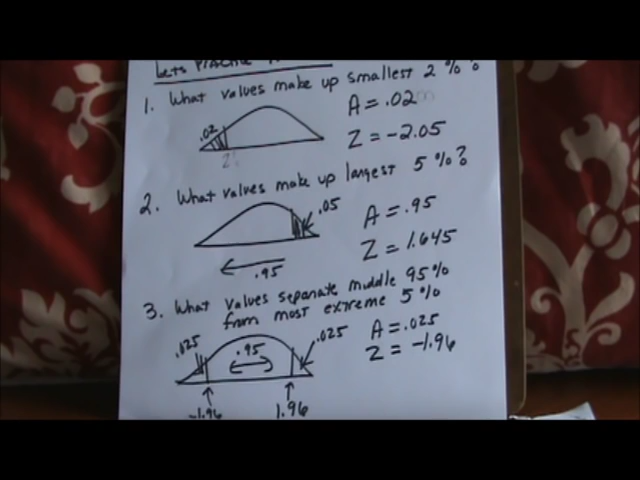 Lets Practice
1. What values make up smallest 2%?
.02
A = .02
Z = -2.05
2. What values make up largest 5%?
.05
A = .95
Z = 1.645
.95
3. What values separate middle 95%
from most extreme 5%
.025
.95
.025
A = .025
Z = -1.96
-1.96
1.96